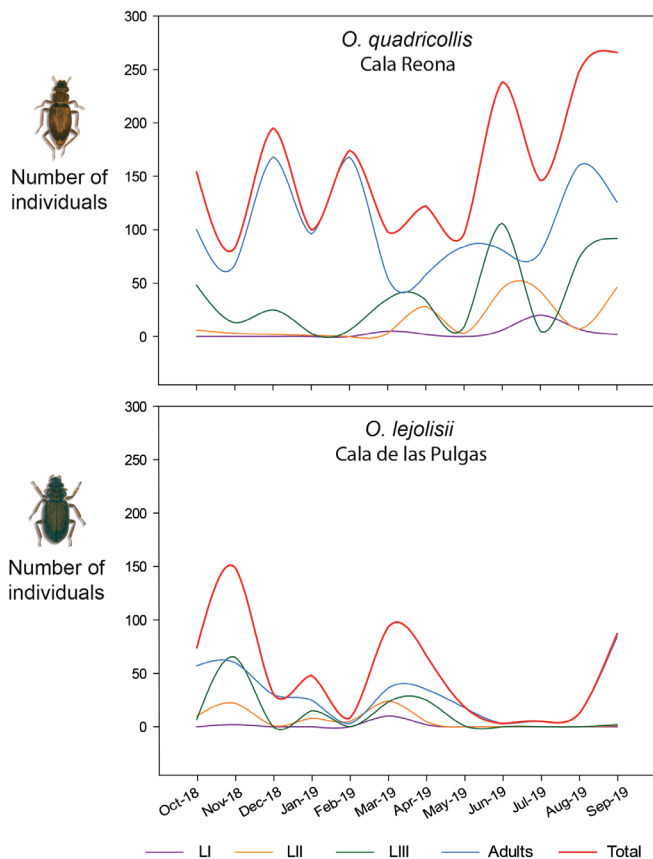 300
250
200
150
100
50
0
O. quadricollis
Cala Reona
Number of
individuals
300
250
200
150
100
50
0
O. lejolisii
Cala de las Pulgas
Number of
individuals
Oct-18 Nov-18 Dec-18 Jan-19 Feb-19 Mar-19 Apr-19 May-19 Jun-19 Jul-19 Aug-19 Sep-19
LI LII LIII Adults Total